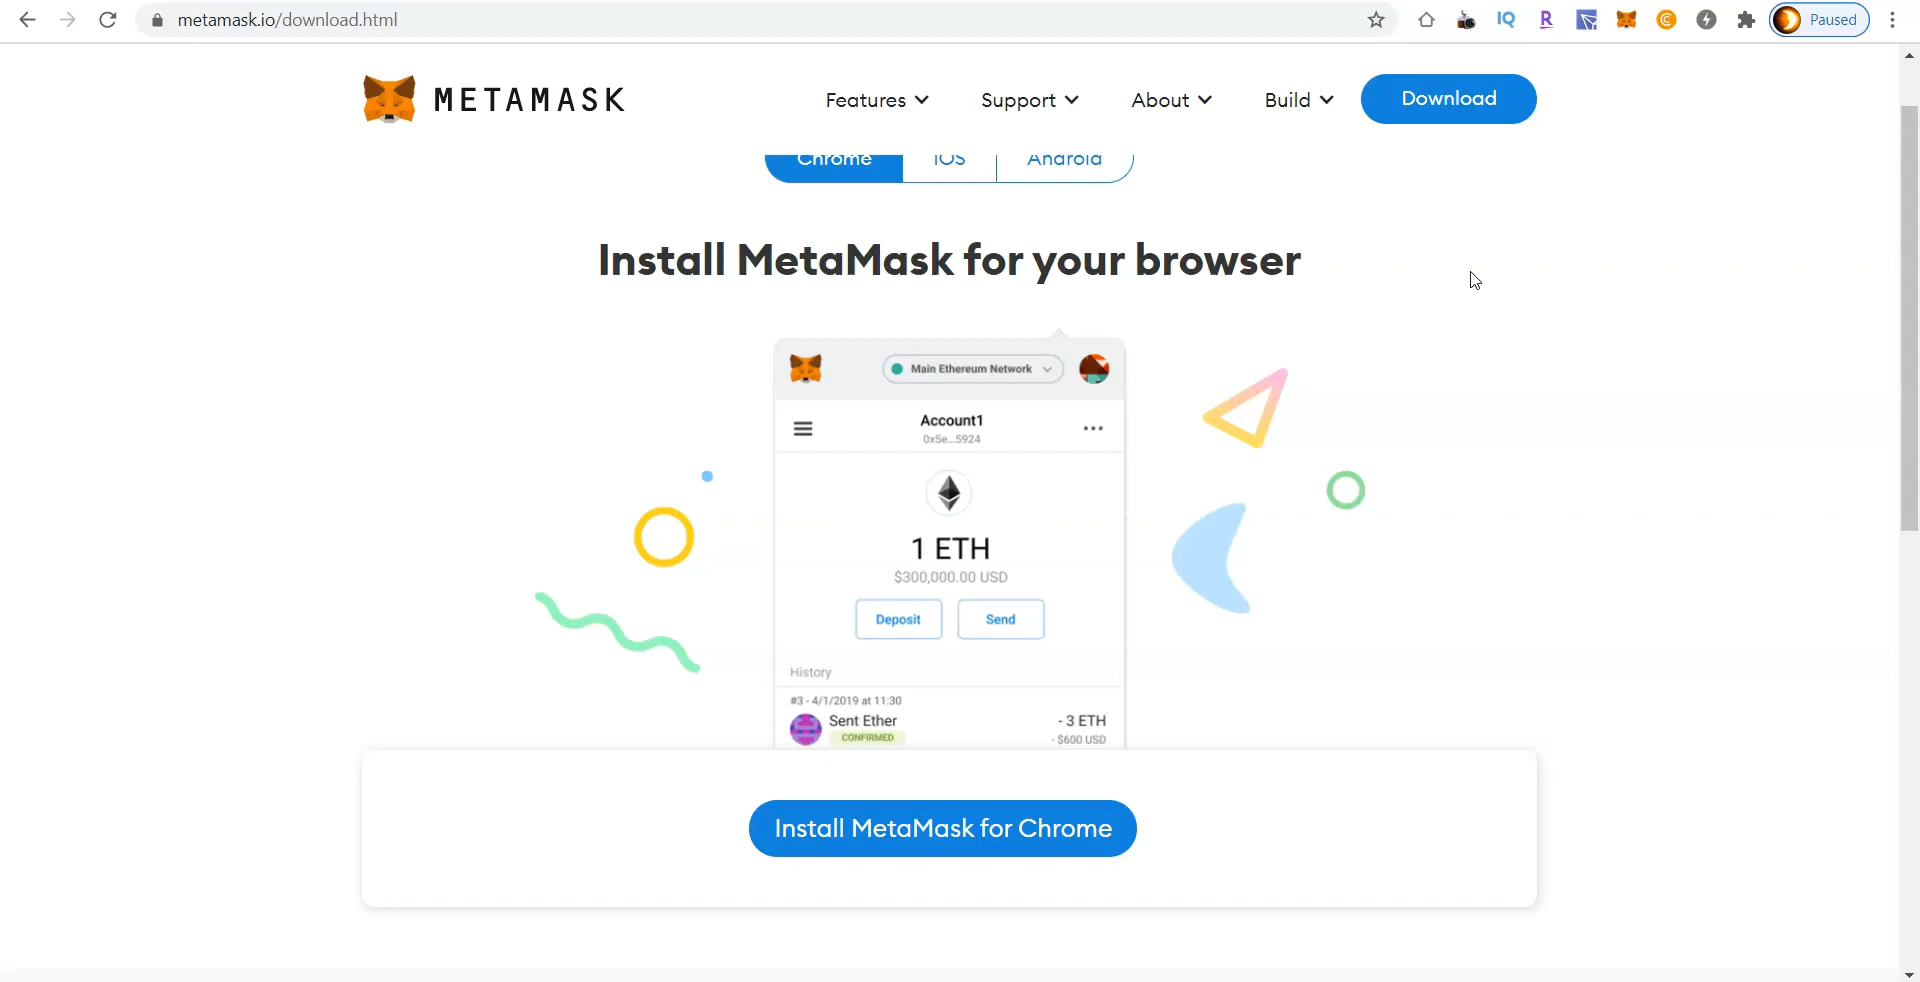 metamask.io/download.html
IQ
R
Paused
METAMASK
Features
Support
About
Build
Download
Chrome
iOS
Android
Install MetaMask for your browser
Main Ethereum Network
Account1
0x5e...5924
1 ETH
$300,000.00 USD
Deposit
Send
History
#3 - 4/1/2019 at 11:30
Sent Ether
- 3 ETH
CONFIRMED
- $600 USD
Install MetaMask for Chrome